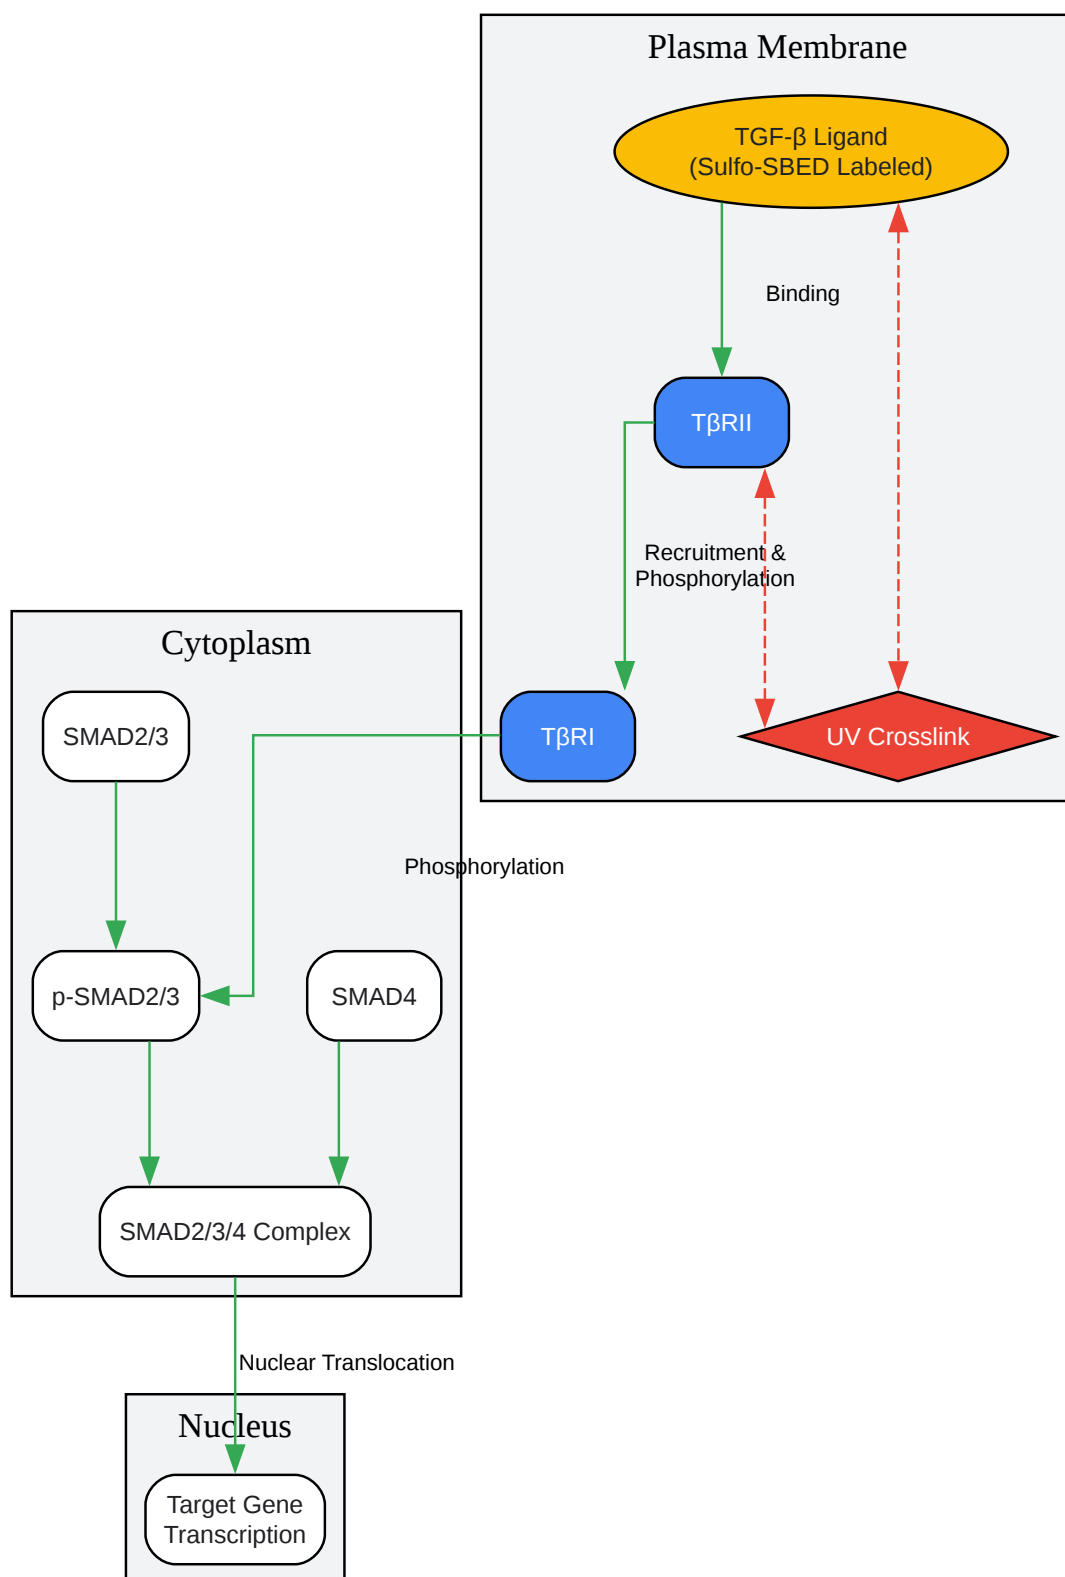 Plasma Membrane
TGF-β Ligand
(Sulfo-SBED Labeled)
Binding
TβRII
Recruitment &
Phosphorylation
Cytoplasm
SMAD2/3
TβRI
UV Crosslink
Phosphorylation
p-SMAD2/3
SMAD4
SMAD2/3/4 Complex
Nuclear Translocation
Nucleus
Target Gene
Transcription